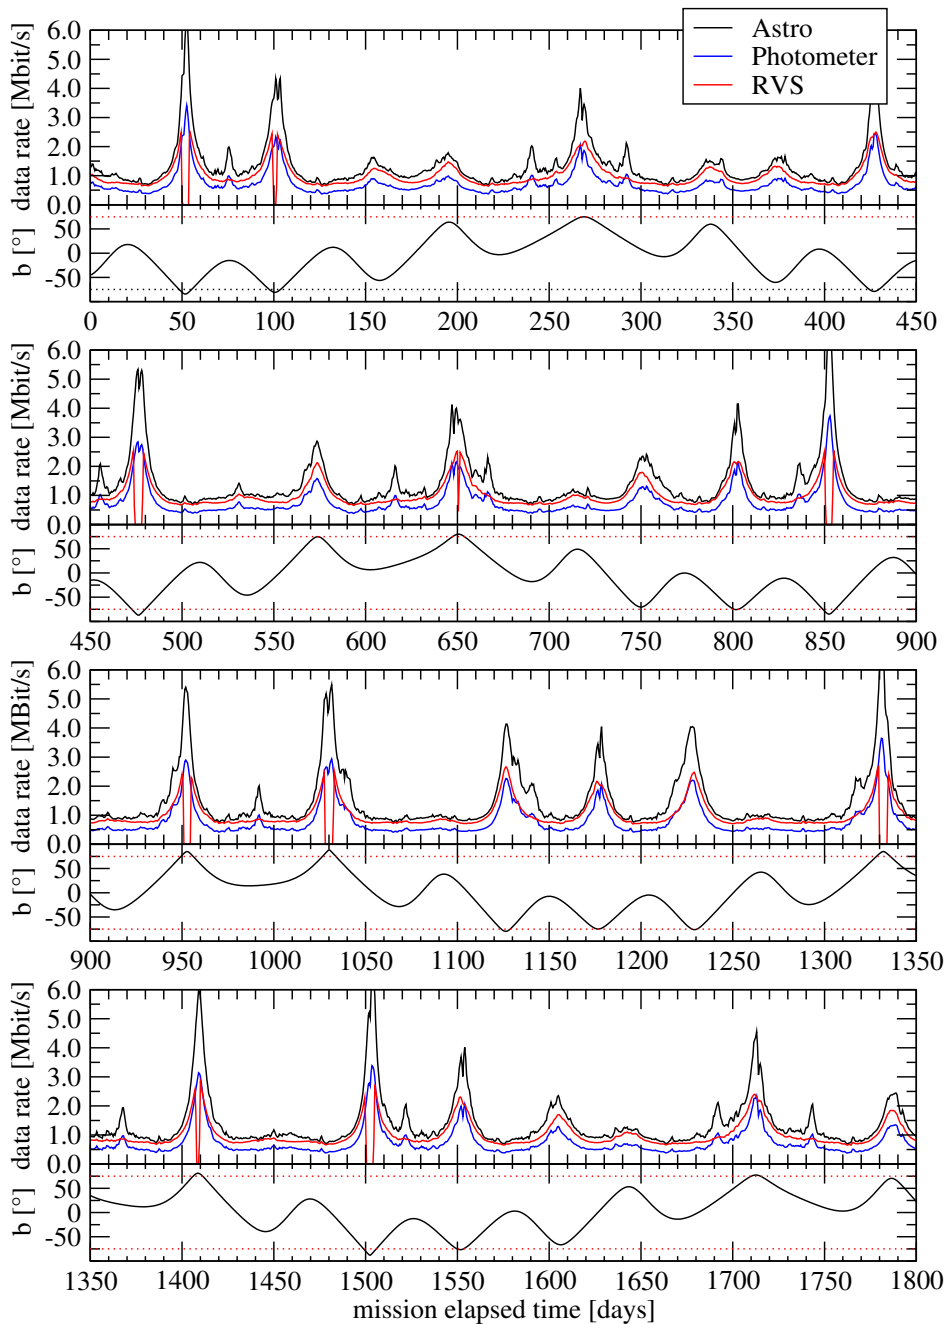 Astro
Photometer
RVS
data rate [Mbit/s]
6.0
5.0
4.0
3.0
2.0
1.0
0.0
b [°]
50
0
-50
0 50 100 150 200 250 300 350 400 450
data rate [Mbit/s]
6.0
5.0
4.0
3.0
2.0
1.0
0.0
b [°]
50
0
-50
450 500 550 600 650 700 750 800 850 900
data rate [MBit/s]
6.0
5.0
4.0
3.0
2.0
1.0
0.0
b [°]
50
0
-50
900 950 1000 1050 1100 1150 1200 1250 1300 1350
data rate [Mbit/s]
6.0
5.0
4.0
3.0
2.0
1.0
0.0
b [°]
50
0
-50
1350 1400 1450 1500 1550 1600 1650 1700 1750 1800
mission elapsed time [days]